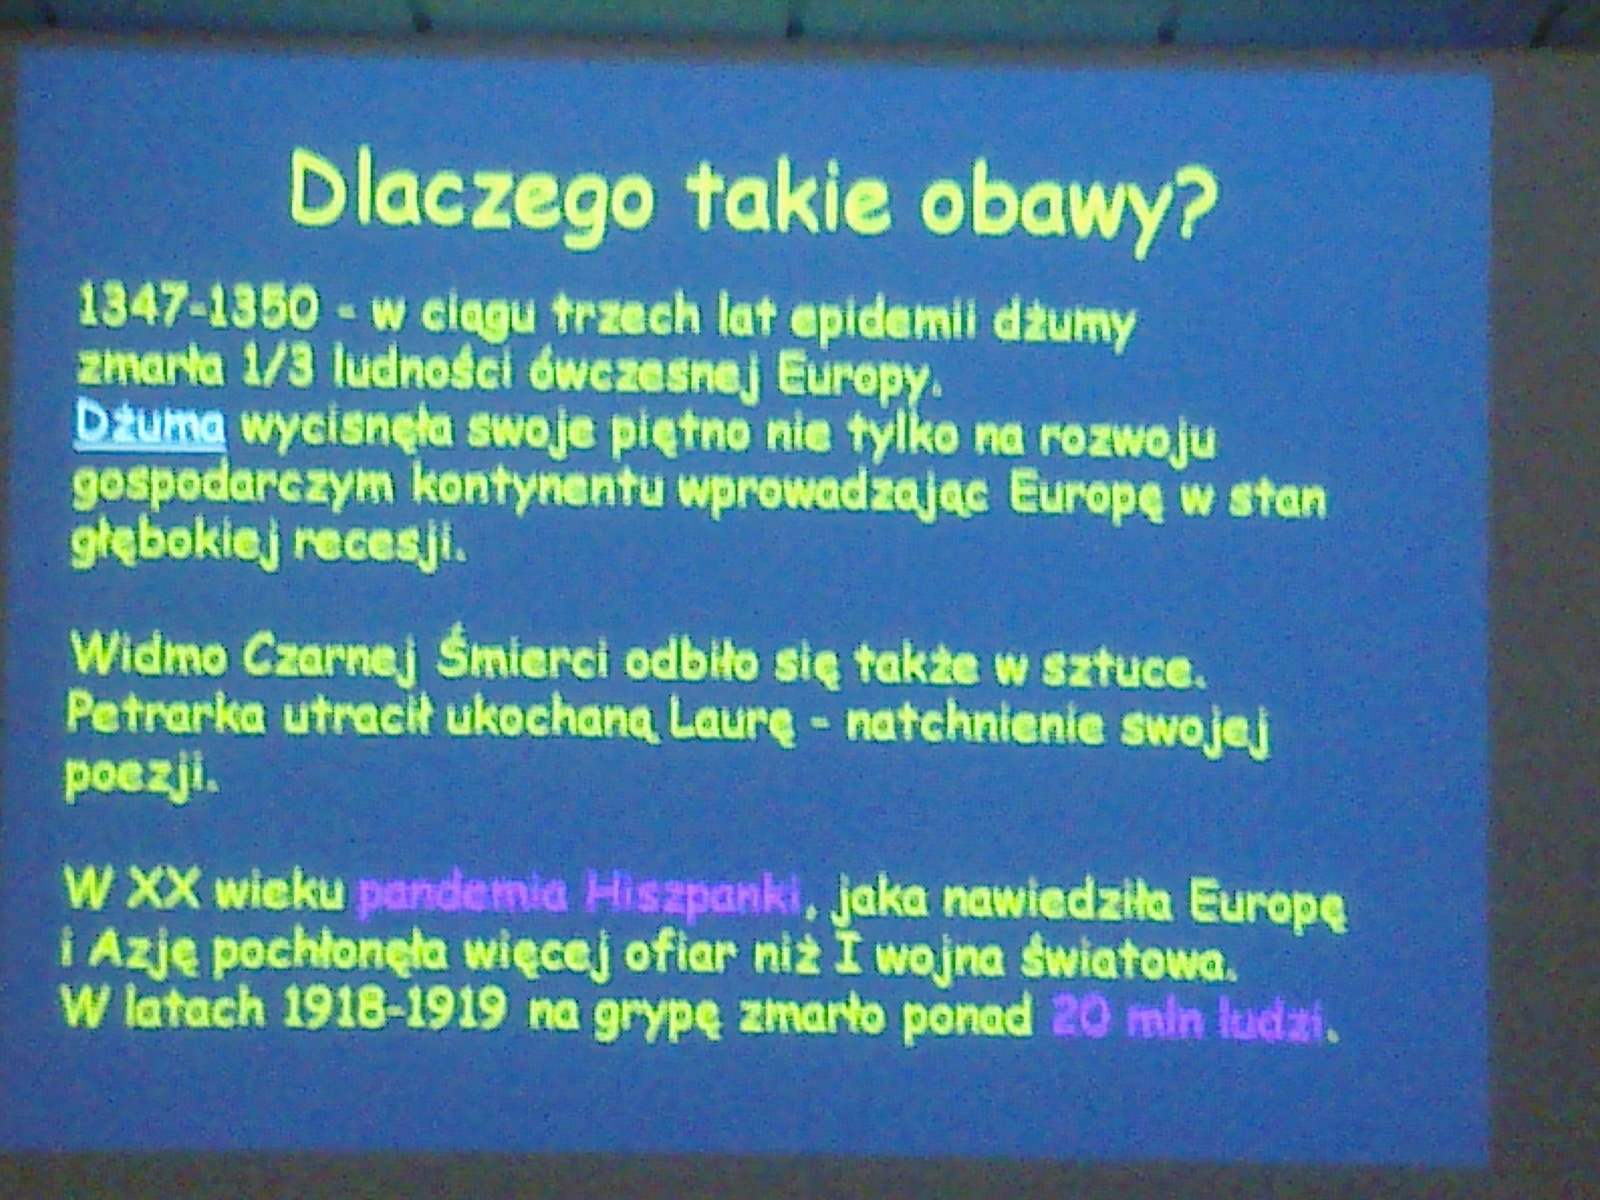 Dlaczego takie obawy?
1347-1350 - w ciągu trzech lat epidemii dżumy
zmarła 1/3 ludności ówczesnej Europy.
Dżuma wycisnęła swoje piętno nie tylko na rozwoju
gospodarczym kontynentu wprowadzając Europę w stan
głębokiej recesji.
Widmo Czarnej Śmierci odbiło się także w sztuce.
Petrarka utracił ukochaną Laurę - natchnienie swojej
poezji.
W XX wieku pandemia Hiszpanki, jaka nawiedziła Europę
i Azję pochłonęła więcej ofiar niż I wojna światowa.
W latach 1918-1919 na grypę zmarło ponad 20 mln ludzi.